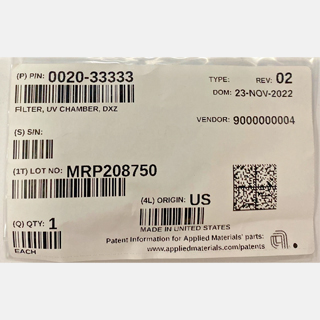 (P) P/N: 0020-33333
TYPE: REV: 02
FILTER, UV CHAMBER, DXZ
DOM: 23-NOV-2022
(S) S/N:
VENDOR: 9000000004
(1T) LOT NO: MRP208750
(4L) ORIGIN: US
(Q) QTY: 1
MADE IN UNITED STATES
EACH
Patent Information for Applied Materials' parts:
www.appliedmaterials.com/patents